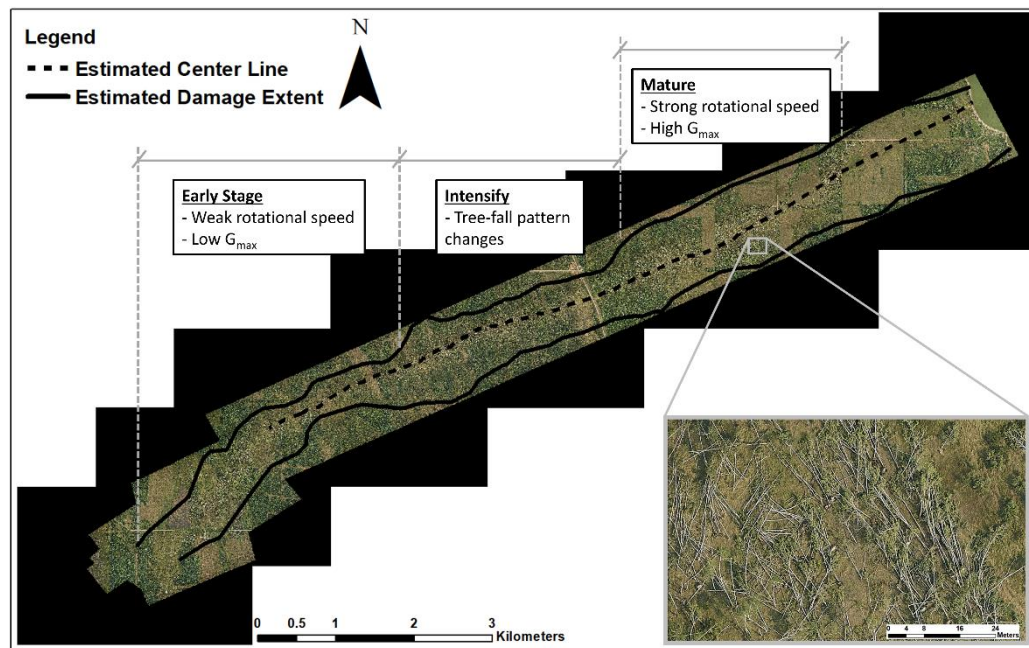 Legend
Estimated Center Line
Estimated Damage Extent
N
Mature
- Strong rotational speed
- High Gmax
Early Stage
- Weak rotational speed
- Low Gmax
Intensify
- Tree-fall pattern
changes
0 0.5 1 2 3
Kilometers
0 4 8 16 24
Meters